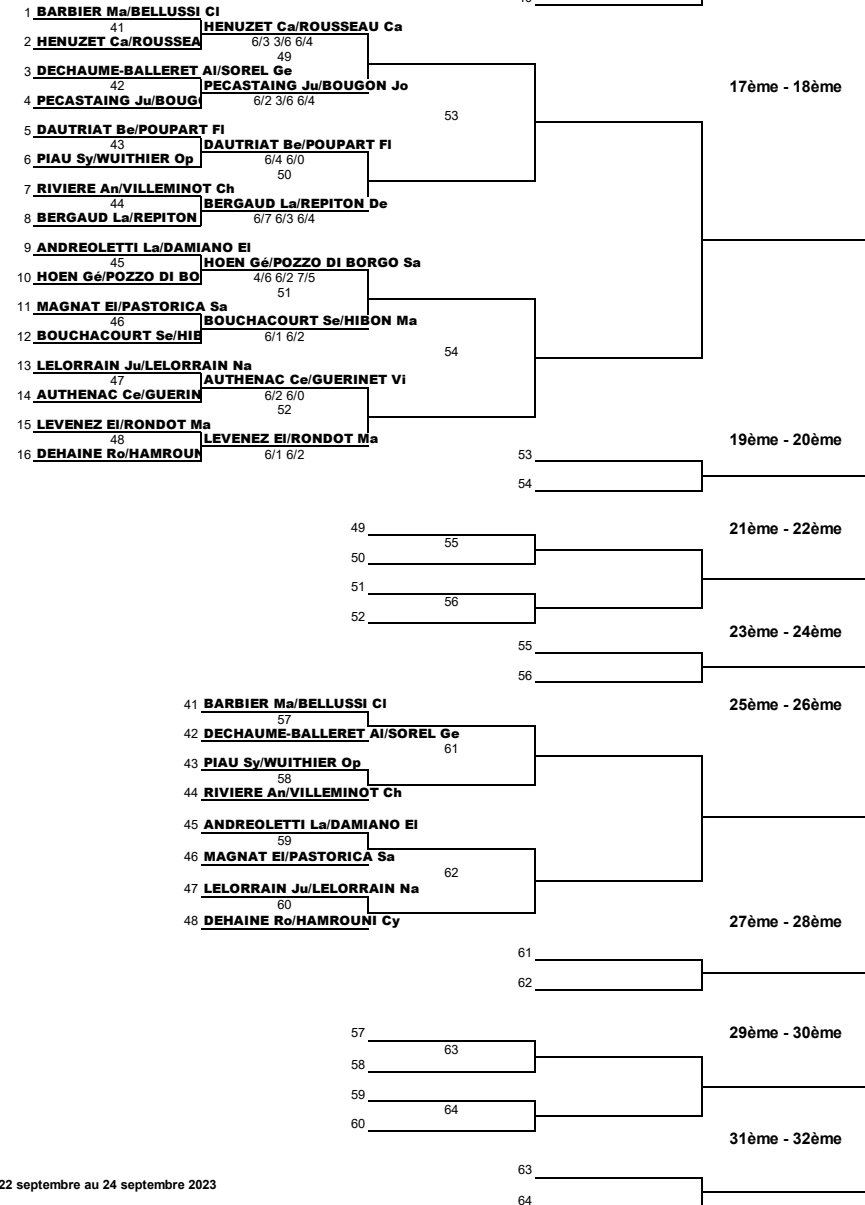 1 BARBIER Ma/BELLUSSI Cl
41 HENUZET Ca/ROUSSEAU Ca
2 HENUZET Ca/ROUSSEA 6/3 3/6 6/4
49
3 DECHAUME-BALLERET Al/SOREL Ge
42 PECASTAING Ju/BOUGON Jo 17ème - 18ème
4 PECASTAING Ju/BOUG 6/2 3/6 6/4
53
5 DAUTRIAT Be/POUPART Fl
43 DAUTRIAT Be/POUPART Fl
6 PIAU Sy/WUITHIER Op 6/4 6/0
50
7 RIVIERE An/VILLEMINOT Ch
44 BERGAUD La/REPITON De
8 BERGAUD La/REPITON 6/7 6/3 6/4
9 ANDREOLETTI La/DAMIANO El
45 HOEN Gé/POZZO DI BORGO Sa
10 HOEN Gé/POZZO DI BO 4/6 6/2 7/5
51
11 MAGNAT El/PASTORICA Sa
46 BOUCHACOURT Se/HIBON Ma
12 BOUCHACOURT Se/HIB 6/1 6/2
54
13 LELORRAIN Ju/LELORRAIN Na
47 AUTHENAC Ce/GUERINET Vi
14 AUTHENAC Ce/GUERIN 6/2 6/0
52
15 LEVENEZ El/RONDOT Ma
48 LEVENEZ El/RONDOT Ma 19ème - 20ème
16 DEHAINE Ro/HAMROUN 6/1 6/2 53
54
49 21ème - 22ème
55
50
51
56
52
23ème - 24ème
55
56
41 BARBIER Ma/BELLUSSI Cl 25ème - 26ème
57
42 DECHAUME-BALLERET Al/SOREL Ge
61
43 PIAU Sy/WUITHIER Op
58
44 RIVIERE An/VILLEMINOT Ch
45 ANDREOLETTI La/DAMIANO El
59
46 MAGNAT El/PASTORICA Sa
62
47 LELORRAIN Ju/LELORRAIN Na
60
48 DEHAINE Ro/HAMROUNI Cy 27ème - 28ème
61
62
57 29ème - 30ème
63
58
59
64
60
31ème - 32ème
63
22 septembre au 24 septembre 2023
64